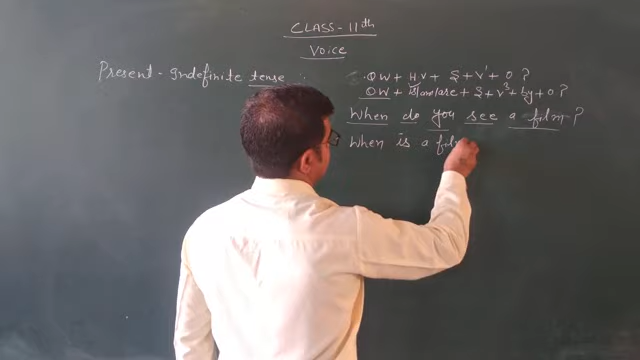 CLASS - 11th
Voice
Present - Indefinite tense : QW + HV + S + V¹ + O ?
QW + is/am/are + S + V³ + by + O ?
When do you see a film ?
When is a film